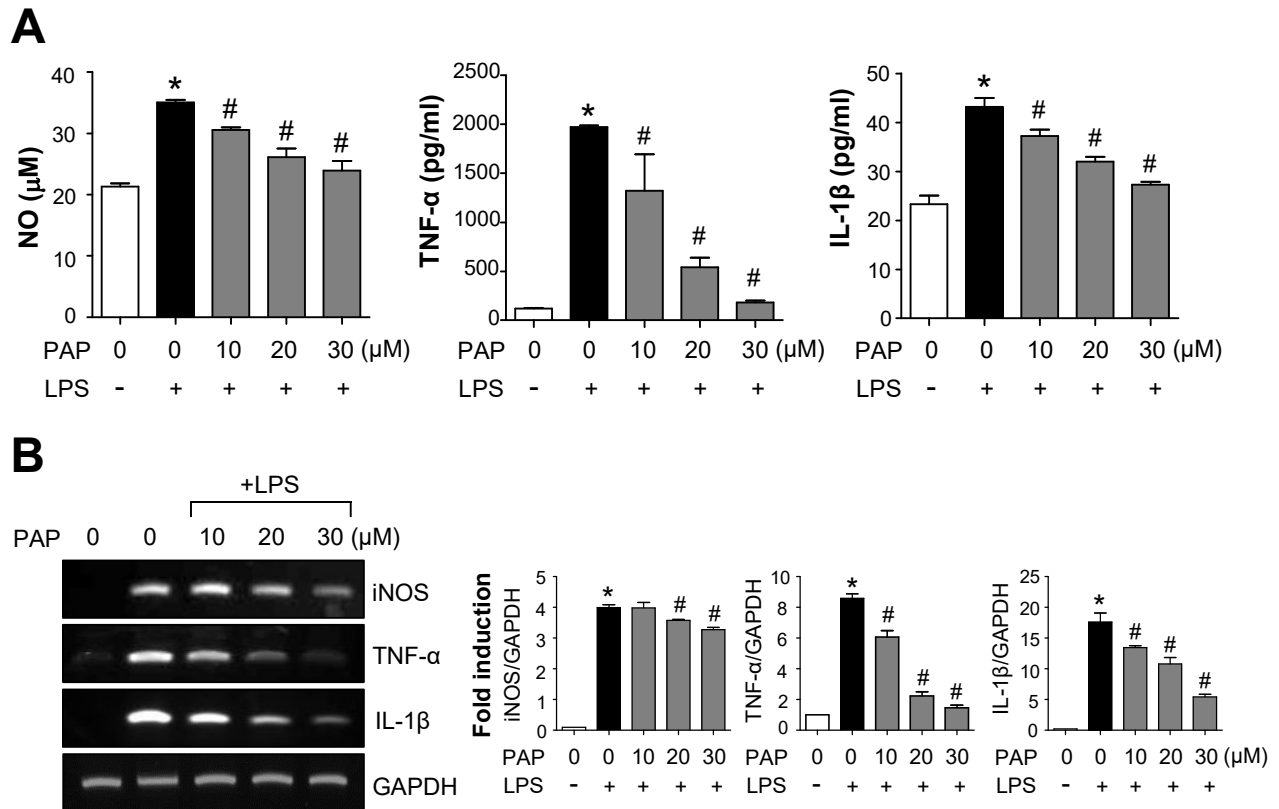 A
NO (μM)
40
30
20
10
0
* # # #
PAP 0 0 10 20 30 (μM)
LPS - + + + +
TNF-α (pg/ml)
2500
2000
1500
1000
500
0
* # # #
PAP 0 0 10 20 30 (μM)
LPS - + + + +
IL-1β (pg/ml)
50
40
30
20
10
0
* # # #
PAP 0 0 10 20 30 (μM)
LPS - + + + +
B
+LPS
PAP 0 0 10 20 30 (μM)
iNOS
TNF-α
IL-1β
GAPDH
Fold induction
iNOS/GAPDH
5
4
3
2
1
0
* # #
PAP 0 0 10 20 30
LPS - + + + +
TNF-α/GAPDH
10
8
6
4
2
0
* # # #
PAP 0 0 10 20 30
LPS - + + + +
IL-1β/GAPDH
25
20
15
10
5
0
* # # #
PAP 0 0 10 20 30 (μM)
LPS - + + + +